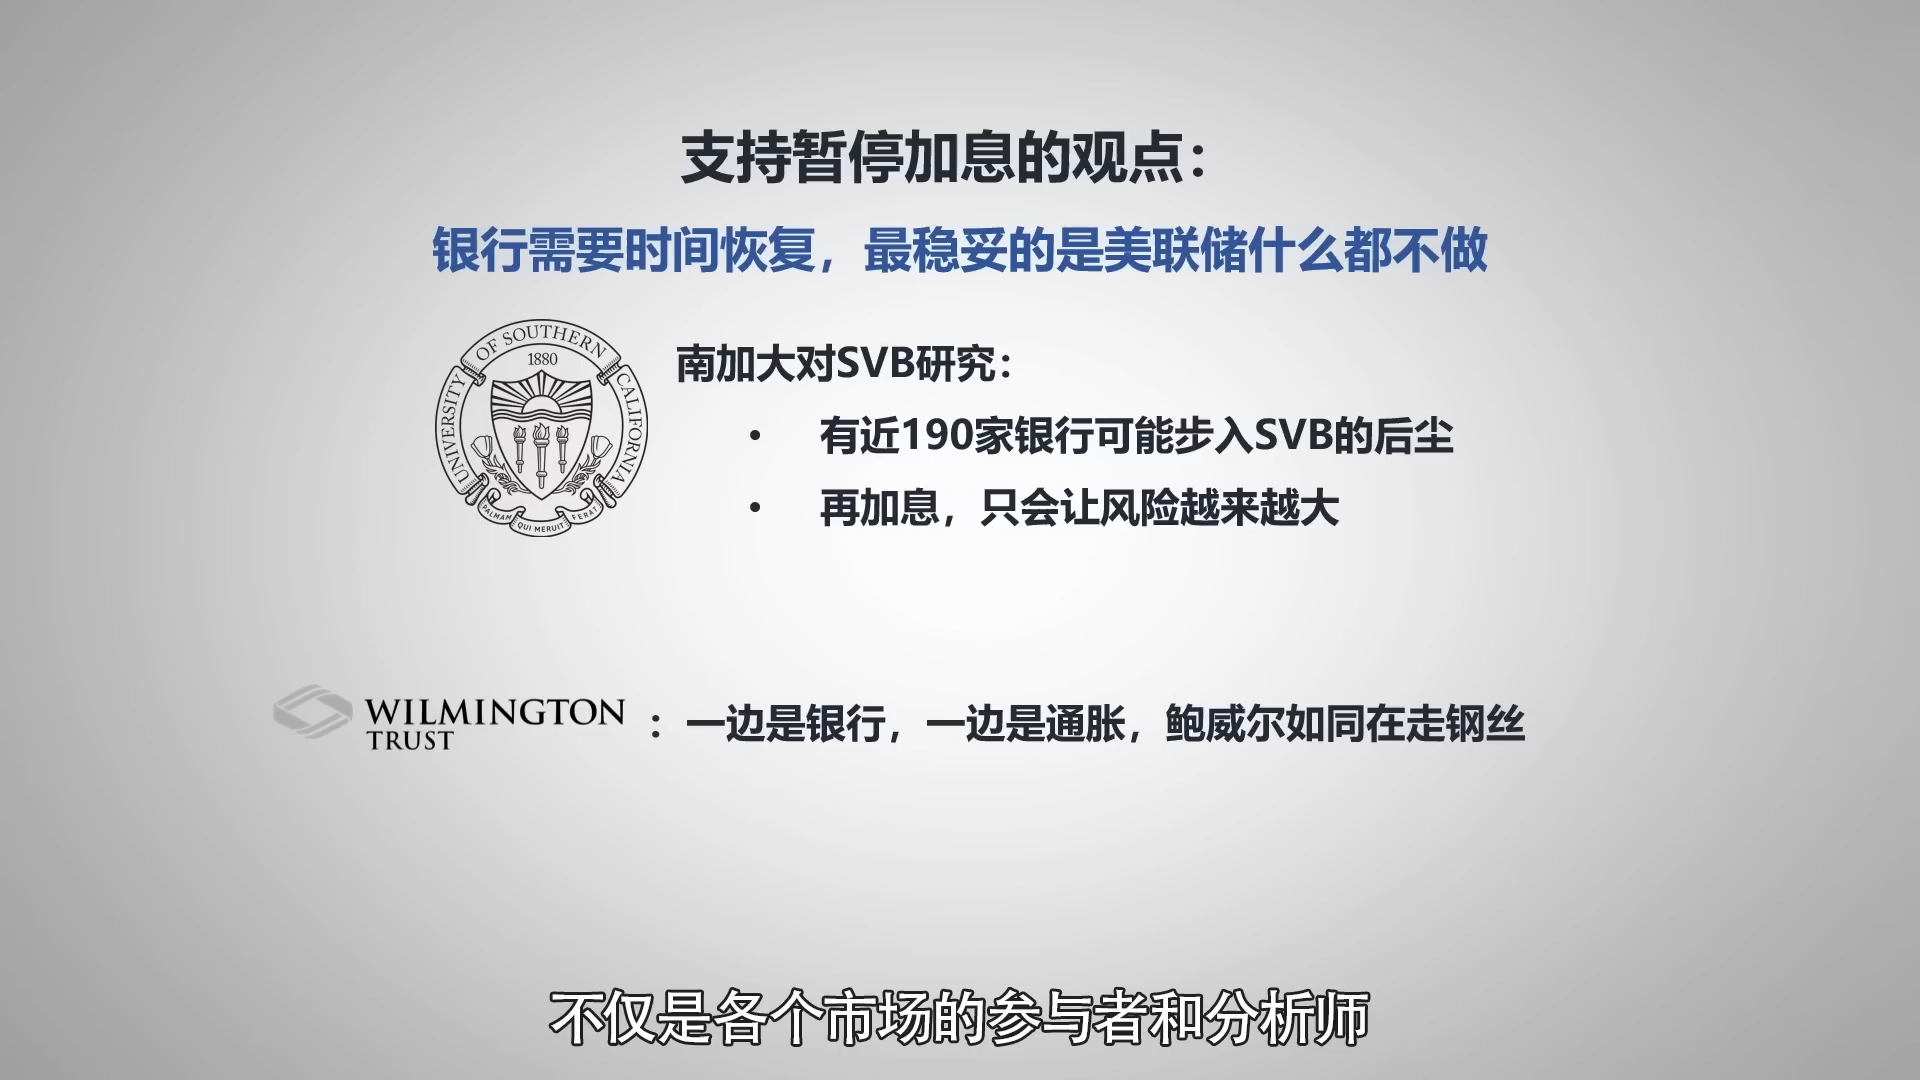 支持暂停加息的观点：
银行需要时间恢复，最稳妥的是美联储什么都不做
UNIVERSITY OF SOUTHERN CALIFORNIA
1880
PALMAM QUI MERUIT FERAT
南加大对SVB研究：
• 有近190家银行可能步入SVB的后尘
• 再加息，只会让风险越来越大
WILMINGTON
TRUST
：一边是银行，一边是通胀，鲍威尔如同在走钢丝
不仅是各个市场的参与者和分析师